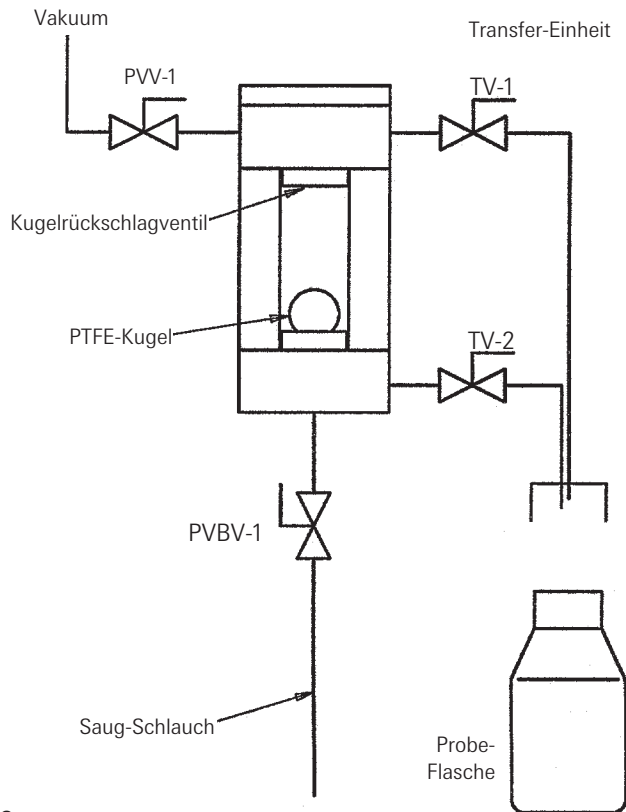 Vakuum
Transfer-Einheit
PVV-1
TV-1
Kugelrückschlagventil
PTFE-Kugel
TV-2
PVBV-1
Saug-Schlauch
Probe-
Flasche